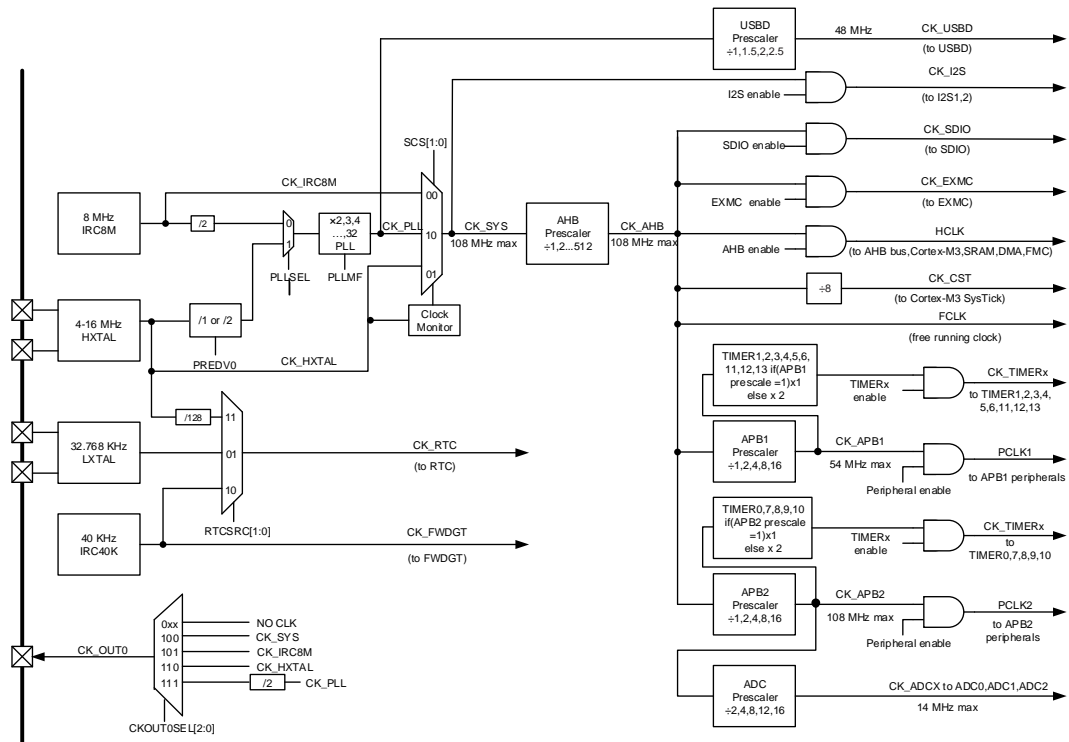 USBD
Prescaler
÷1,1.5,2,2.5
48 MHz
CK_USBD
(to USBD)
CK_I2S
I2S enable
(to I2S1,2)
SCS[1:0]
CK_SDIO
SDIO enable
(to SDIO)
CK_IRC8M
00
CK_EXMC
EXMC enable
(to EXMC)
8 MHz
IRC8M
/2
0
1
×2,3,4
…,32
PLL
CK_PLL
10
CK_SYS
108 MHz max
AHB
Prescaler
÷1,2...512
CK_AHB
108 MHz max
HCLK
AHB enable
(to AHB bus,Cortex-M3,SRAM,DMA,FMC)
PLLSEL
PLLMF
01
CK_CST
÷8
(to Cortex-M3 SysTick)
4-16 MHz
HXTAL
/1 or /2
Clock
Monitor
FCLK
(free running clock)
PREDV0
CK_HXTAL
TIMER1,2,3,4,5,6,
11,12,13 if(APB1
prescale =1)x1
else x 2
TIMERx
enable
CK_TIMERx
to TIMER1,2,3,4,
5,6,11,12,13
/128
11
32.768 KHz
LXTAL
01
CK_RTC
(to RTC)
APB1
Prescaler
÷1,2,4,8,16
CK_APB1
54 MHz max
PCLK1
to APB1 peripherals
Peripheral enable
10
RTCSRC[1:0]
40 KHz
IRC40K
CK_FWDGT
(to FWDGT)
TIMER0,7,8,9,10
if(APB2 prescale
=1)x1
else x 2
TIMERx
enable
CK_TIMERx
to
TIMER0,7,8,9,10
APB2
Prescaler
÷1,2,4,8,16
CK_APB2
108 MHz max
PCLK2
to APB2
peripherals
Peripheral enable
0xx
NO CLK
100
CK_SYS
CK_OUT0
101
CK_IRC8M
110
CK_HXTAL
111
/2
CK_PLL
CKOUT0SEL[2:0]
ADC
Prescaler
÷2,4,8,12,16
CK_ADCX to ADC0,ADC1,ADC2
14 MHz max